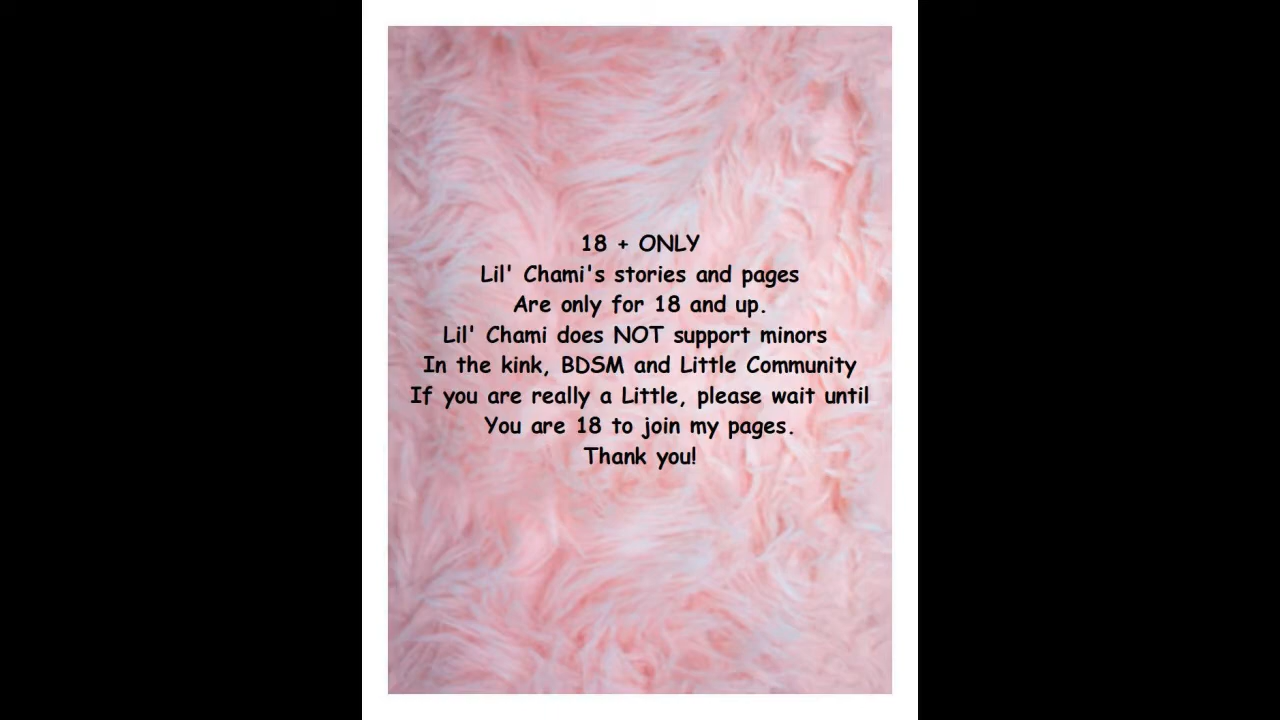 18 + ONLY
Lil' Chami's stories and pages
Are only for 18 and up.
Lil' Chami does NOT support minors
In the kink, BDSM and Little Community
If you are really a Little, please wait until
You are 18 to join my pages.
Thank you!